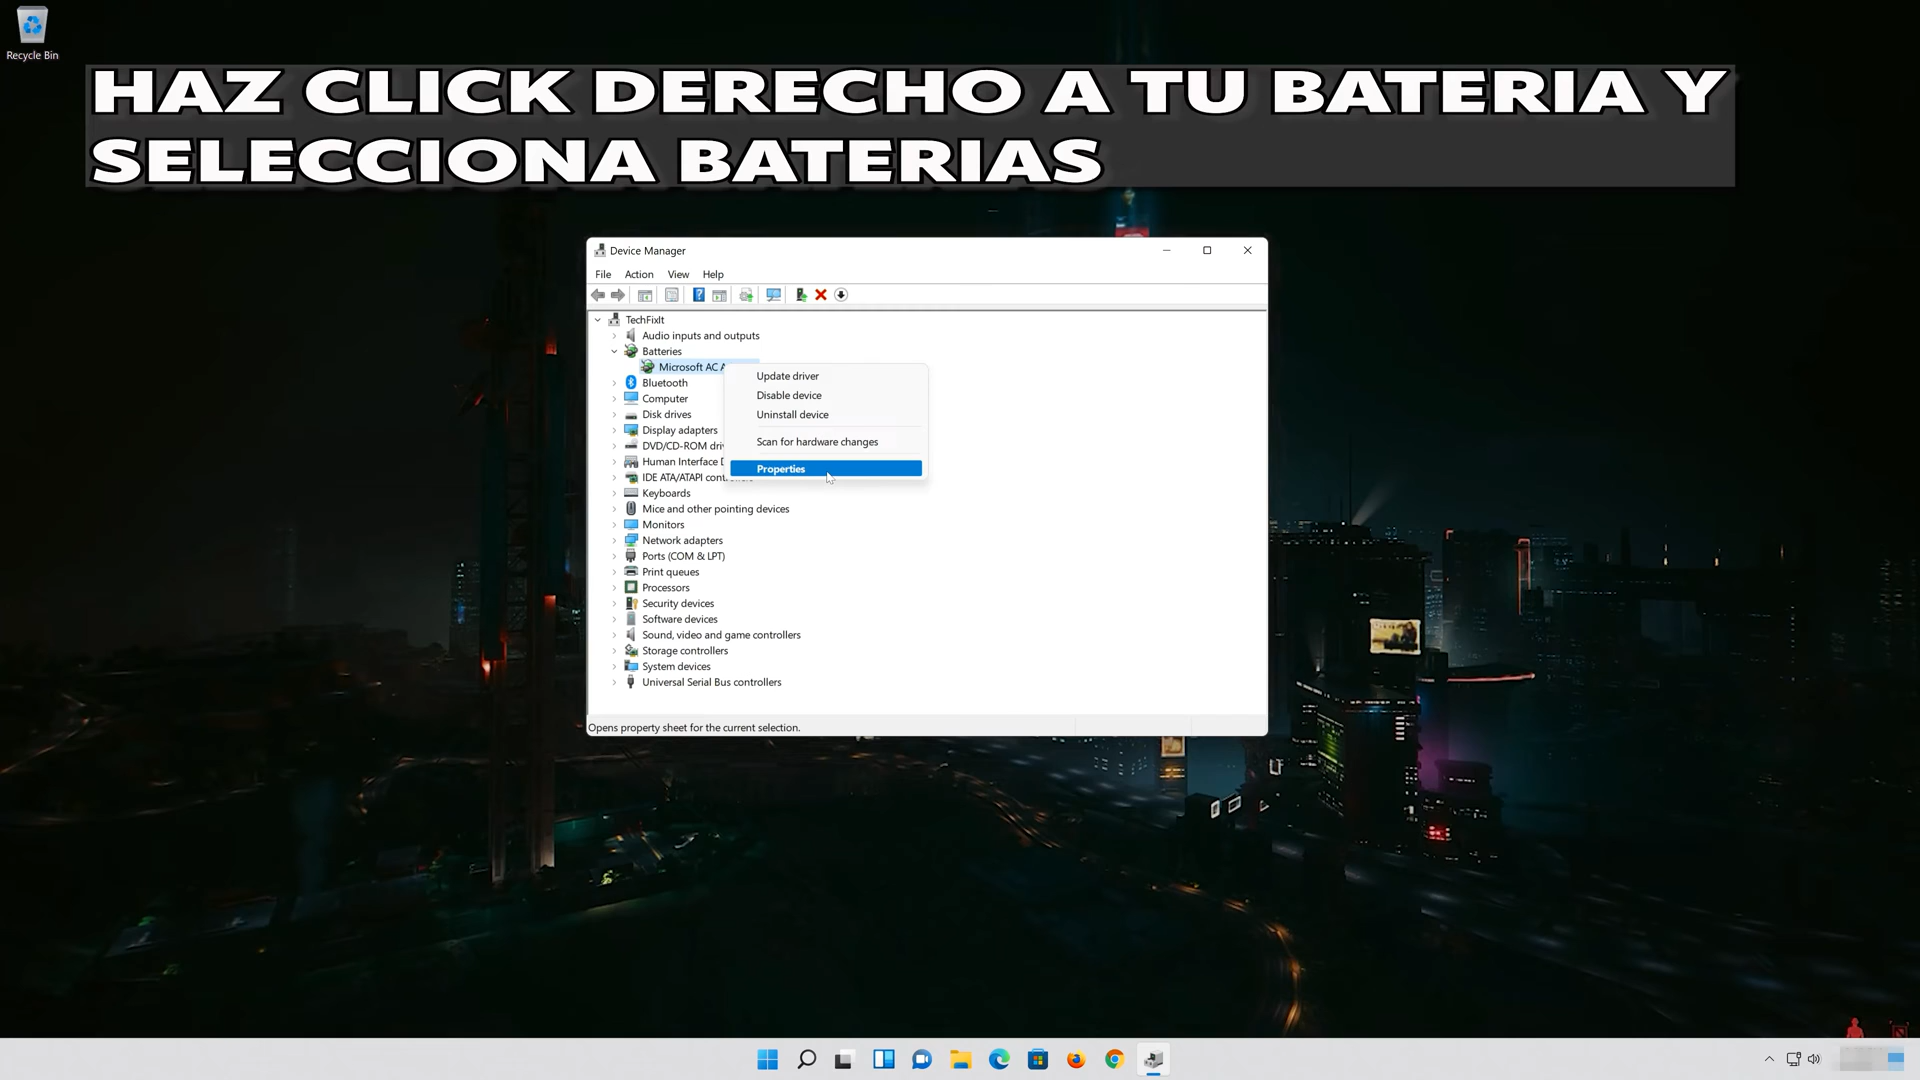 Recycle Bin
HAZ CLICK DERECHO A TU BATERIA Y
SELECCIONA BATERIAS
Device Manager
File Action View Help
TechFixIt
Audio inputs and outputs
Batteries
Microsoft AC
Update driver
Bluetooth
Disable device
Computer
Disk drives
Uninstall device
Display adapters
DVD/CD-ROM
Scan for hardware changes
Human Interface
Properties
IDE ATA/ATAPI
Keyboards
Mice and other pointing devices
Monitors
Network adapters
Ports (COM & LPT)
Print queues
Processors
Security devices
Software devices
Sound, video and game controllers
Storage controllers
System devices
Universal Serial Bus controllers
Opens property sheet for the current selection.